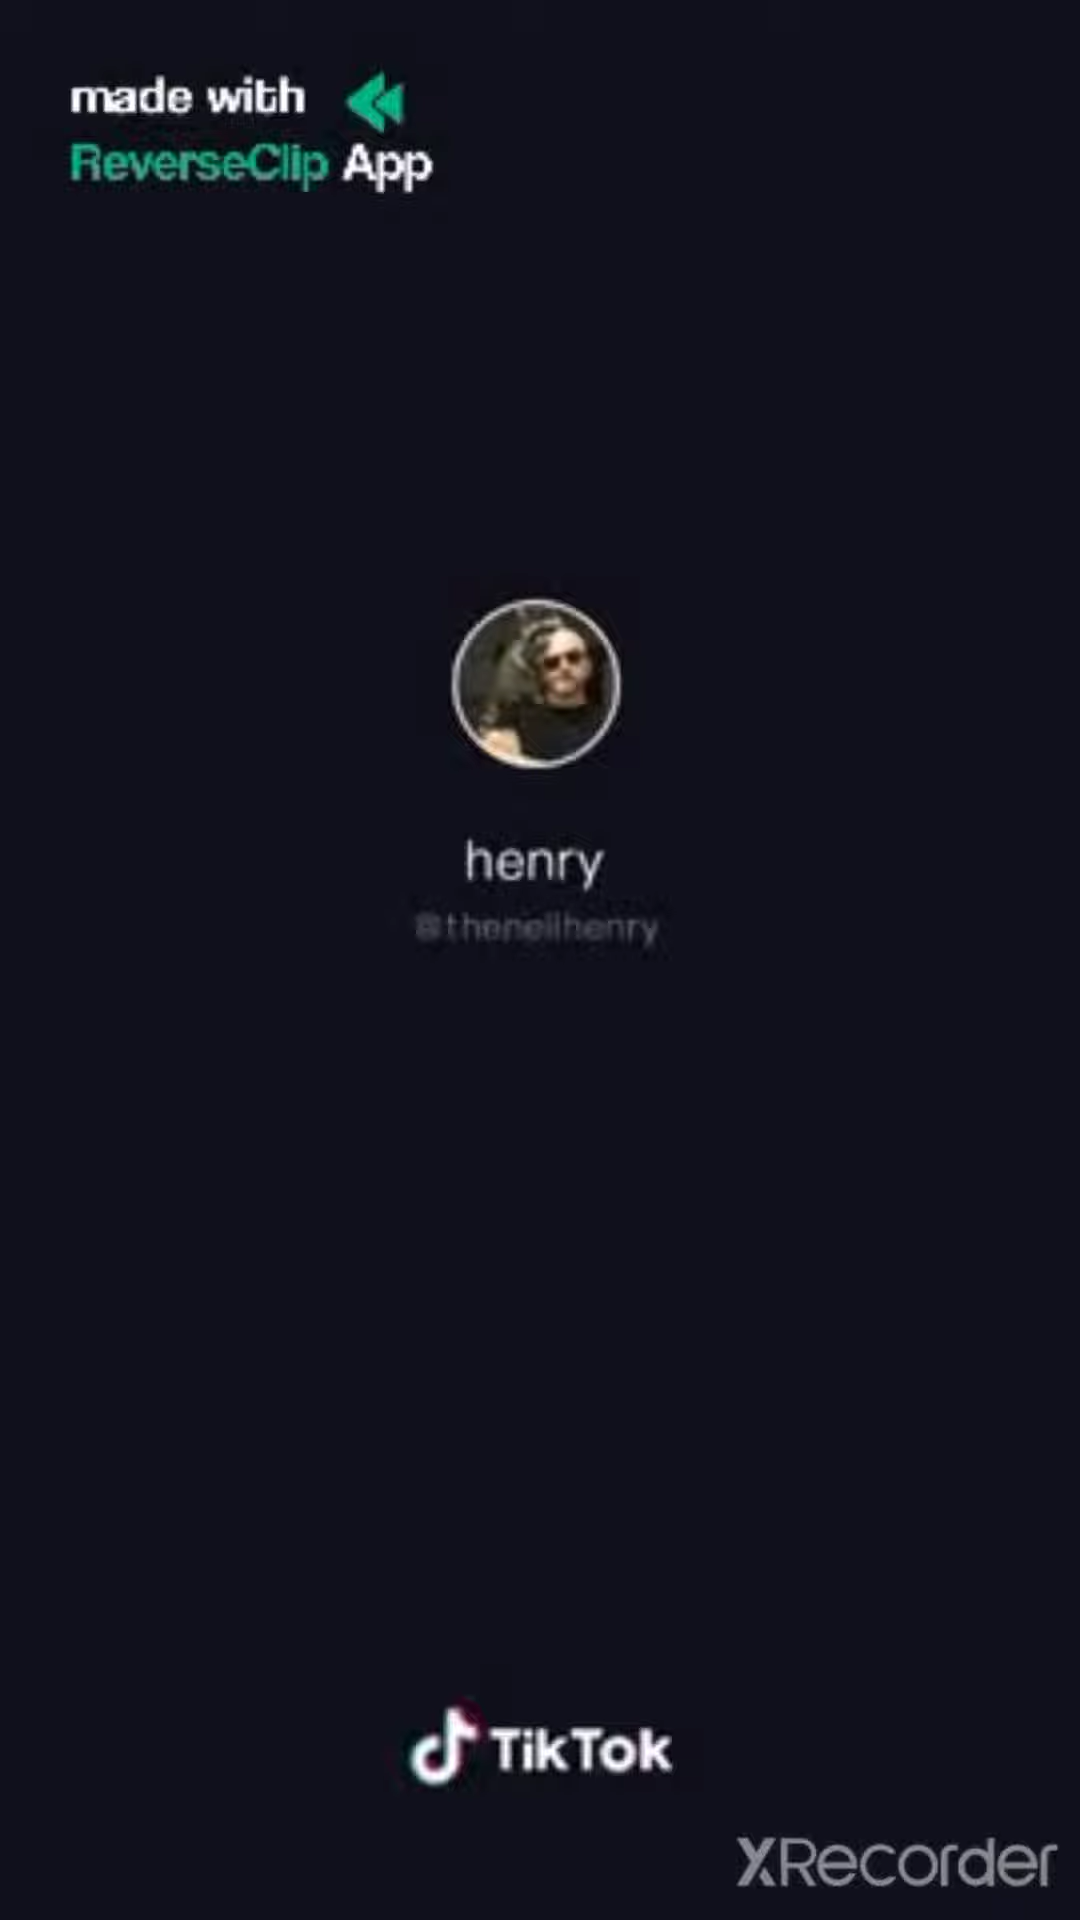 made with
ReverseClip App
henry
@theneilhenry
TikTok
XRecorder